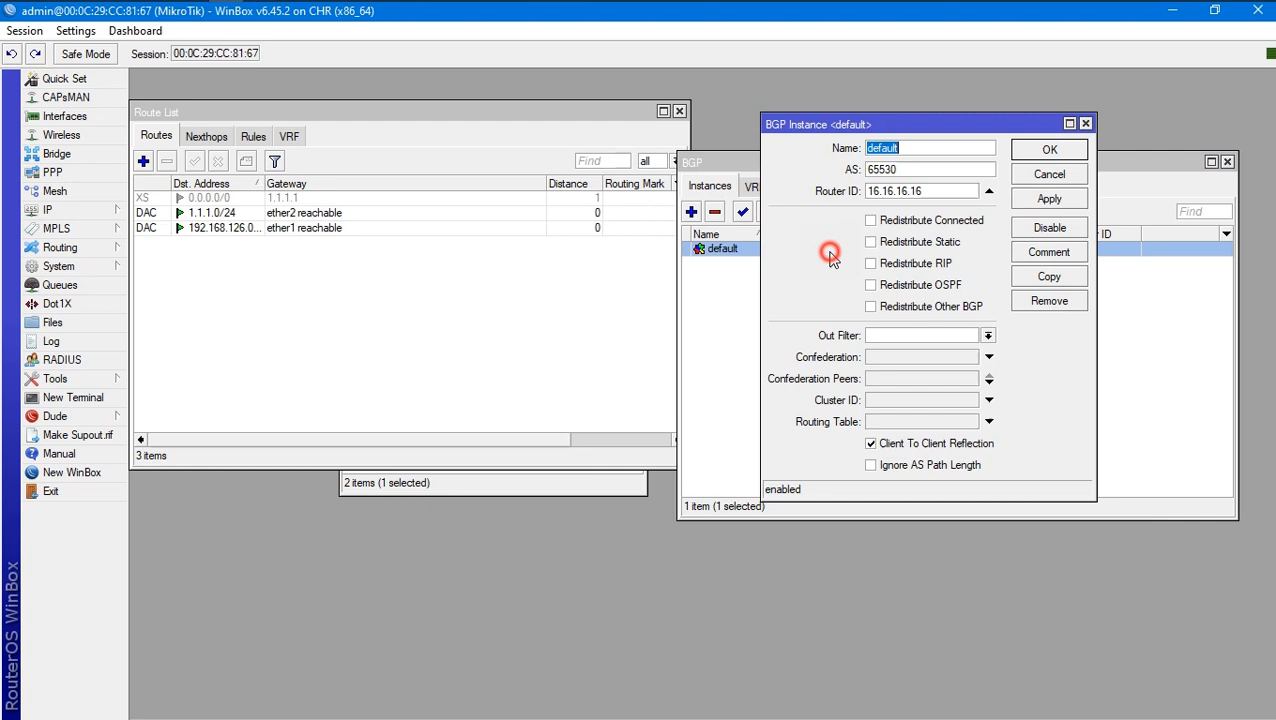 admin@00:0C:29:CC:81:67 (MikroTik) - WinBox v6.45.2 on CHR (x86_64)
Session Settings Dashboard
Safe Mode Session: 00:0C:29:CC:81:67
Quick Set
CAPsMAN
Interfaces
Wireless
Bridge
PPP
Mesh
IP
MPLS
Routing
System
Queues
Dot1X
Files
Log
RADIUS
Tools
New Terminal
Dude
Make Supout.rif
Manual
New WinBox
Exit
RouterOS WinBox
Route List
Routes Nexthops Rules VRF
Find all
Dst. Address Gateway Distance Routing Mark
XS 0.0.0.0/0 1.1.1.1 1
DAC 1.1.1.0/24 ether2 reachable 0
DAC 192.168.126.0... ether1 reachable 0
3 items
2 items (1 selected)
BGP
Instances VR
Find
Name ID
default
1 item (1 selected)
BGP Instance <default>
Name: default
AS: 65530
Router ID: 16.16.16.16
Redistribute Connected
Redistribute Static
Redistribute RIP
Redistribute OSPF
Redistribute Other BGP
Out Filter:
Confederation:
Confederation Peers:
Cluster ID:
Routing Table:
Client To Client Reflection
Ignore AS Path Length
enabled
OK
Cancel
Apply
Disable
Comment
Copy
Remove